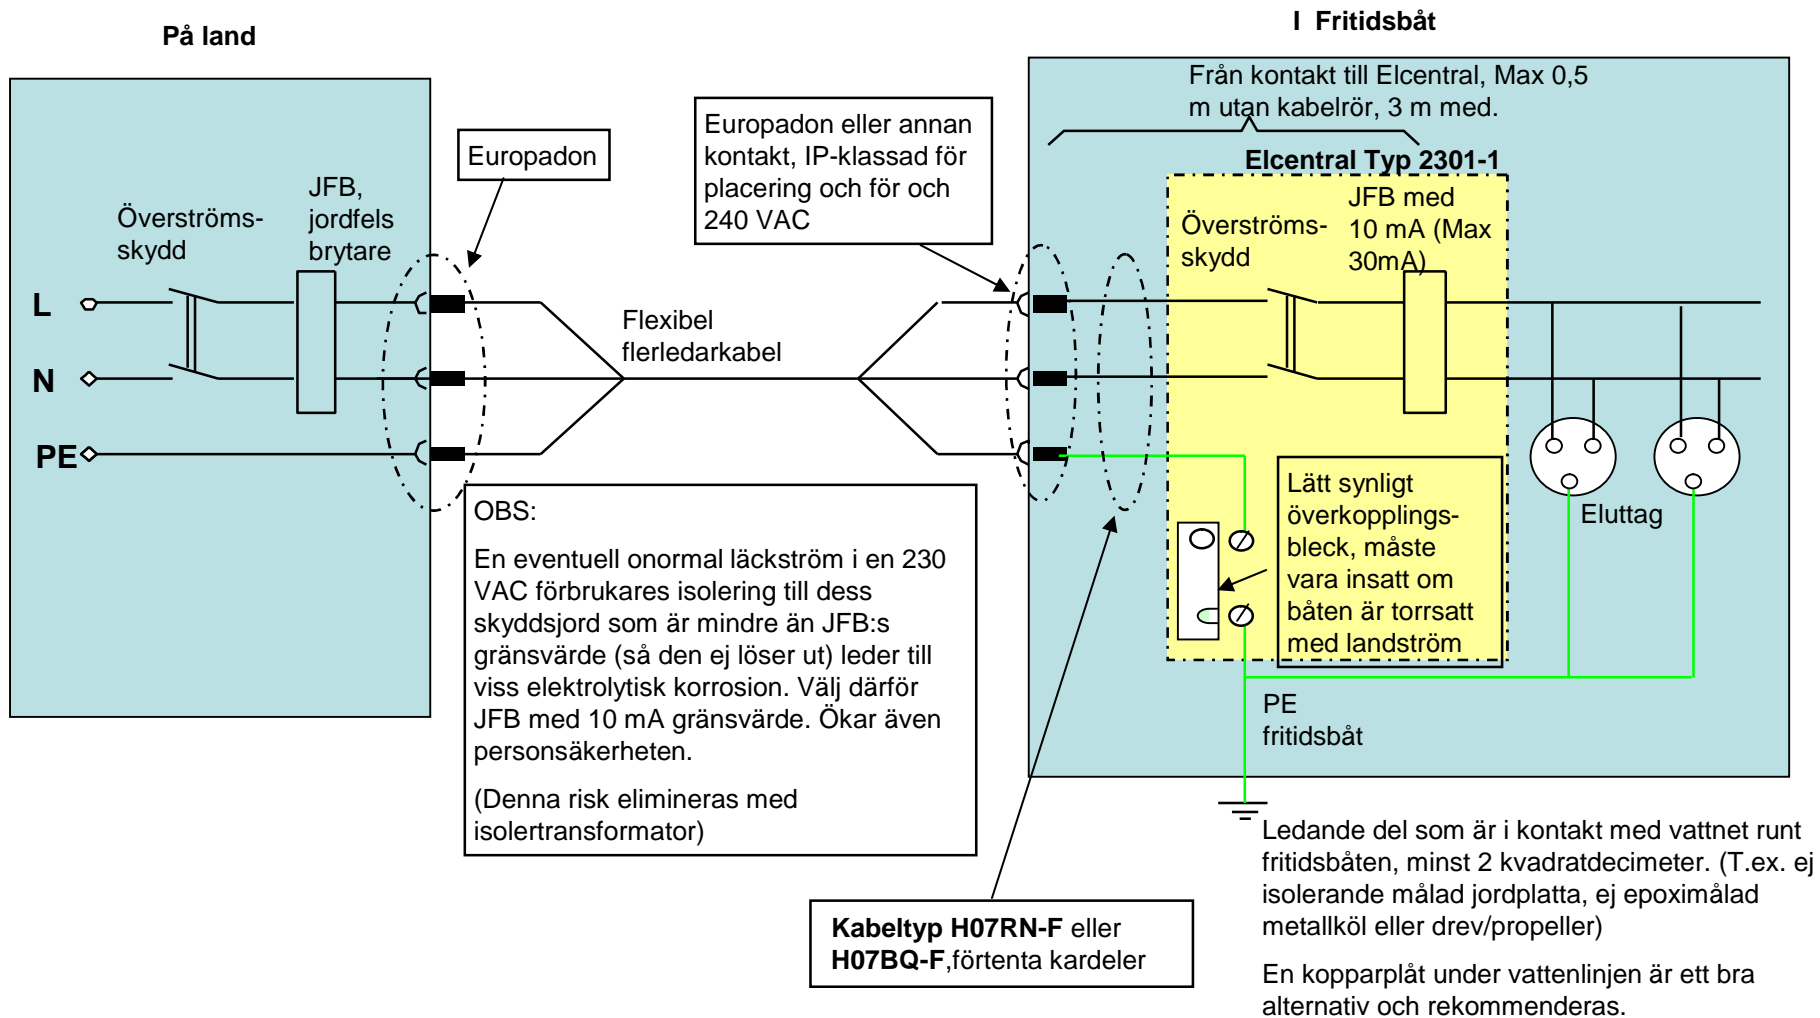 På land
I Fritidsbåt
Från kontakt till Elcentral, Max 0,5
m utan kabelrör, 3 m med.
Europadon
Europadon eller annan
kontakt, IP-klassad för
placering och för och
240 VAC
Elcentral Typ 2301-1
Överströms-
skydd
JFB,
jordfels
brytare
Överströms-
skydd
JFB med
10 mA (Max
30mA)
L
N
PE
Flexibel
flerledarkabel
OBS:
En eventuell onormal läckström i en 230
VAC förbrukares isolering till dess
skyddsjord som är mindre än JFB:s
gränsvärde (så den ej löser ut) leder till
viss elektrolytisk korrosion. Välj därför
JFB med 10 mA gränsvärde. Ökar även
personsäkerheten.
(Denna risk elimineras med
isolertransformator)
Lätt synligt
överkopplings-
bleck, måste
vara insatt om
båten är torrsatt
med landström
Eluttag
PE
fritidsbåt
Kabeltyp H07RN-F eller
H07BQ-F,förtenta kardeler
Ledande del som är i kontakt med vattnet runt
fritidsbåten, minst 2 kvadratdecimeter. (T.ex. ej
isolerande målad jordplatta, ej epoximålad
metallköl eller drev/propeller)
En kopparplåt under vattenlinjen är ett bra
alternativ och rekommenderas.